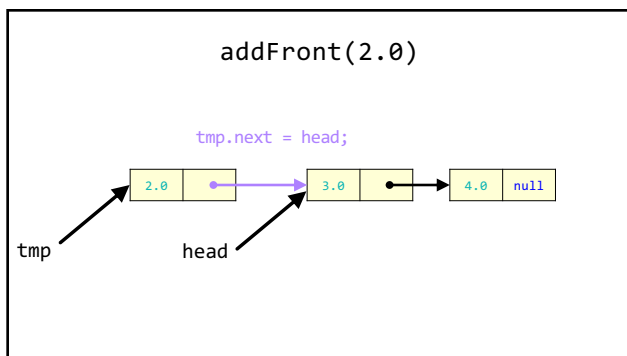 addFront(2.0)
tmp.next = head;
2.0
3.0
4.0 null
tmp
head